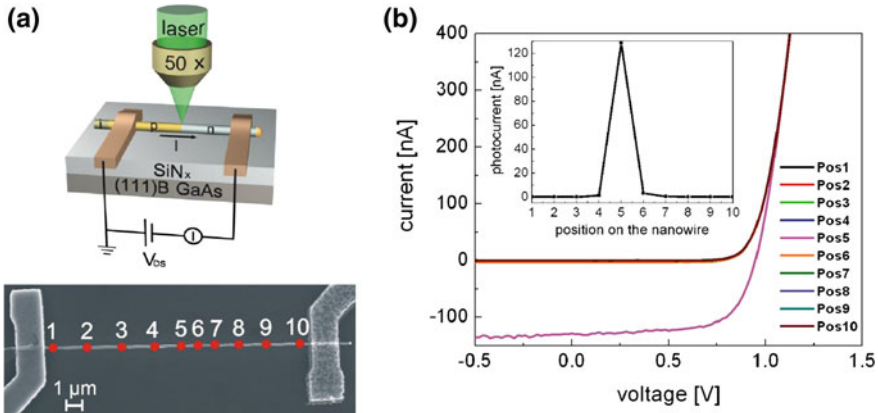 (a)
laser
50 x
p
n
I
SiNx
(111)B GaAs
I
VDS
1 2 3 4 5 6 7 8 9 10
1 µm
(b)
400
300
200
100
0
-100
current [nA]
-0.5 0.0 0.5 1.0 1.5
voltage [V]
130
120
100
80
60
40
20
0
photocurrent [nA]
1 2 3 4 5 6 7 8 9 10
position on the nanowire
Pos1
Pos2
Pos3
Pos4
Pos5
Pos6
Pos7
Pos8
Pos9
Pos10